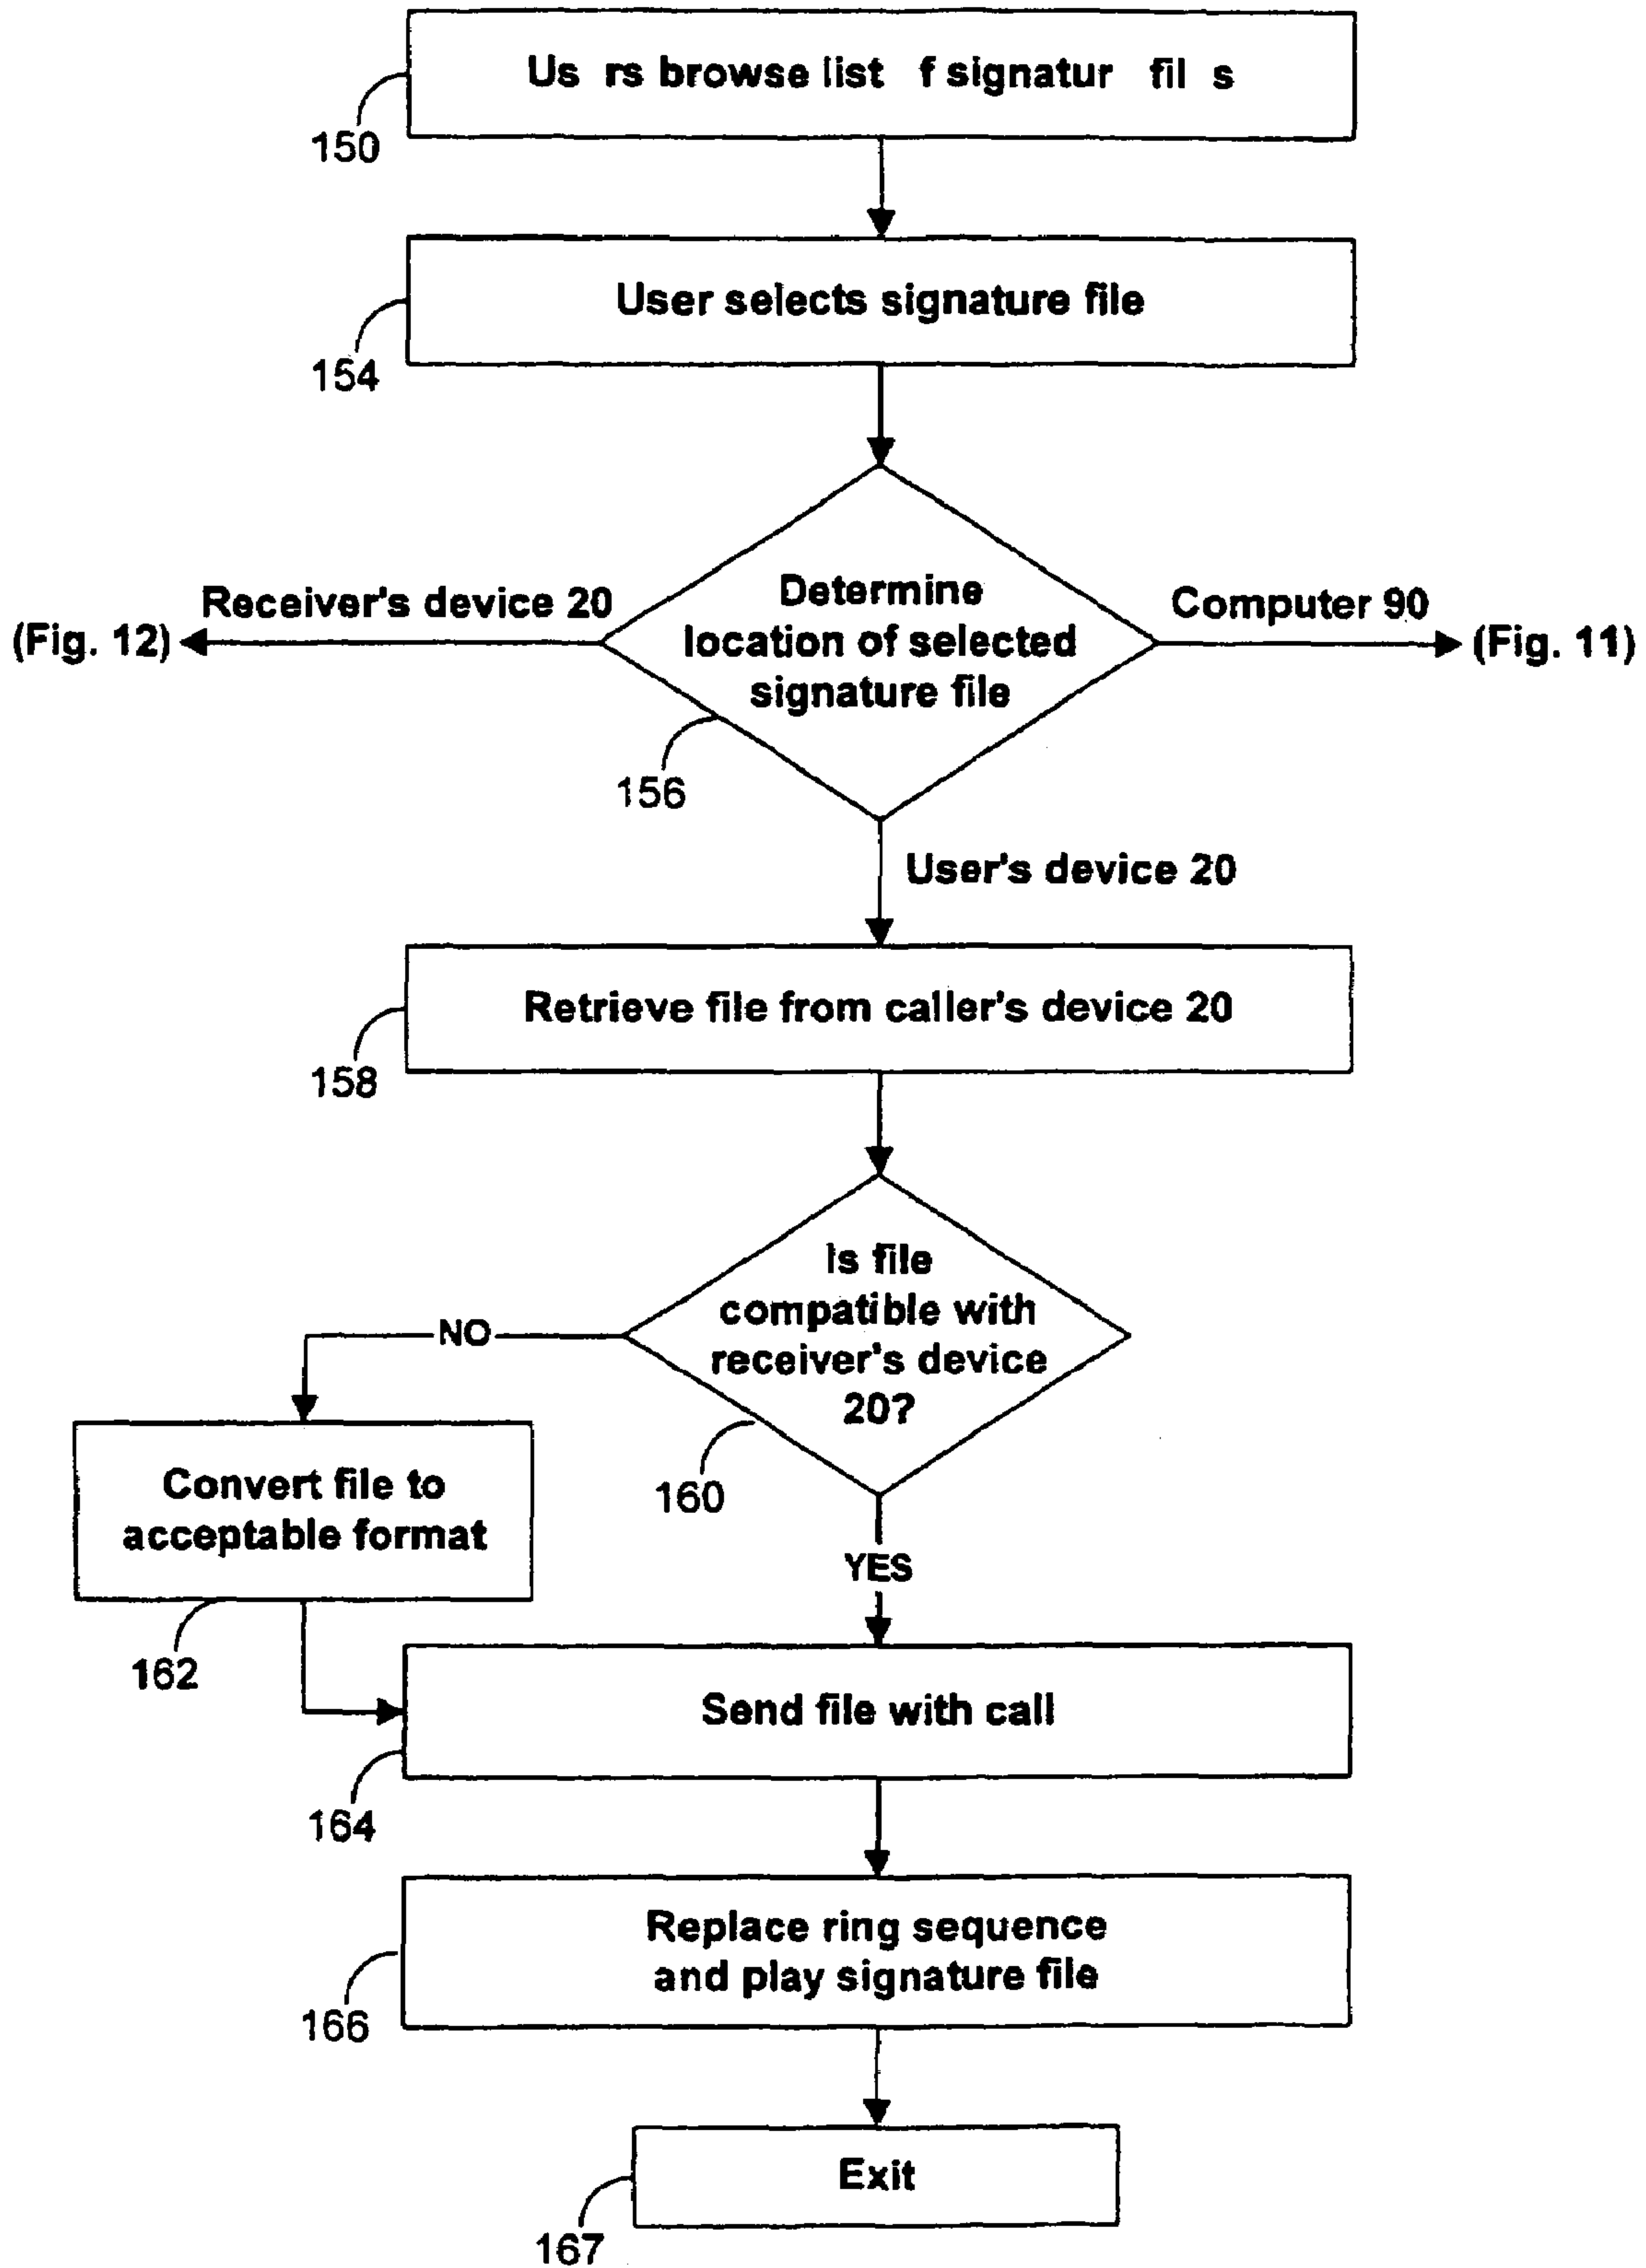 Us rs browse list f signatur fil s
150
User selects signature file
154
Receiver's device 20
(Fig. 12)
Determine
location of selected
signature file
Computer 90
(Fig. 11)
156
User's device 20
Retrieve file from caller's device 20
158
Is file
compatible with
receiver's device
20?
NO
160
Convert file to
acceptable format
YES
162
Send file with call
164
Replace ring sequence
and play signature file
166
Exit
167